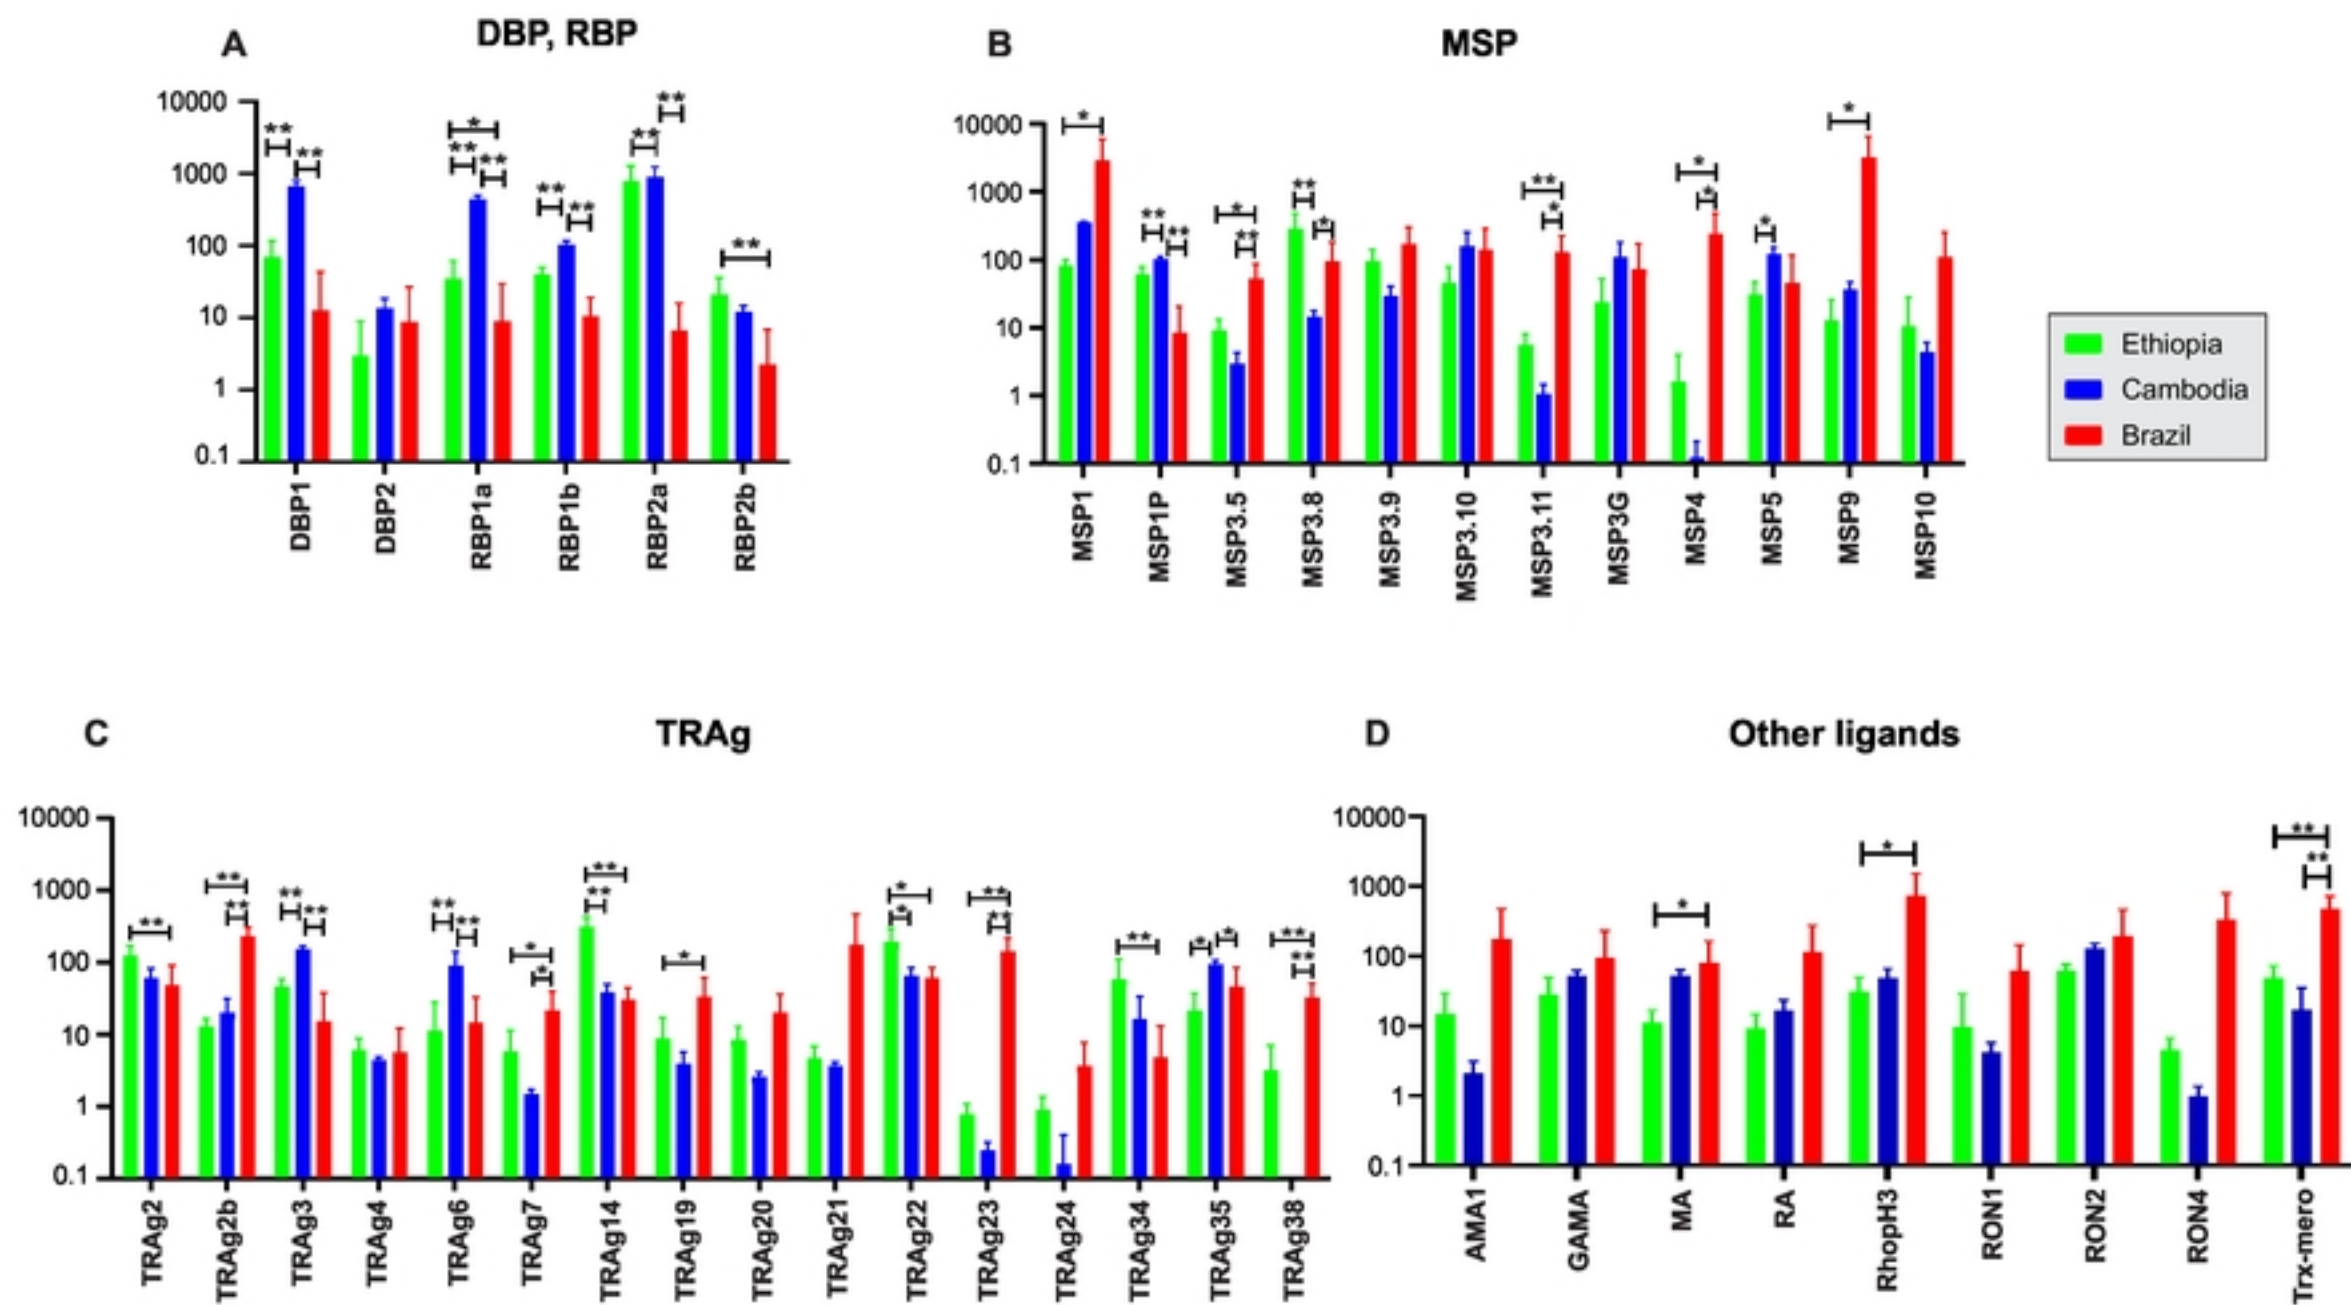 A
DBP, RBP
10000
1000
100
10
1
0.1
** ** * ** ** ** ** ** ** **
DBP1
DBP2
RBP1a
RBP1b
RBP2a
RBP2b
B
MSP
10000
1000
100
10
1
0.1
* ** ** * ** ** * ** * * * * *
MSP1
MSP1P
MSP3.5
MSP3.8
MSP3.9
MSP3.10
MSP3.11
MSP3G
MSP4
MSP5
MSP9
MSP10
Ethiopia
Cambodia
Brazil
C
TRAg
10000
1000
100
10
1
0.1
** ** ** ** ** ** ** * * ** ** * * * ** ** ** * * ** **
TRAg2
TRAg2b
TRAg3
TRAg4
TRAg6
TRAg7
TRAg14
TRAg19
TRAg20
TRAg21
TRAg22
TRAg23
TRAg24
TRAg34
TRAg35
TRAg38
D
Other ligands
10000
1000
100
10
1
0.1
* * ** **
AMA1
GAMA
MA
RA
RhopH3
RON1
RON2
RON4
Trx-mero